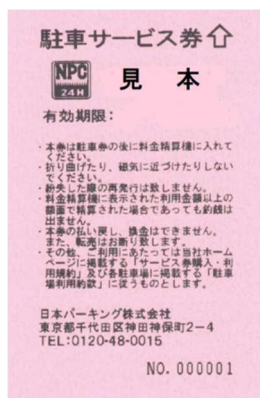 駐車サービス券⇧
NPC
24H
見 本
有効期限：
・本券は駐車券の後に料金精算機に入れて
ください。
・折り曲げたり、磁気に近づけたりしない
でください。
・紛失した際の再発行は致しません。
・料金精算機に表示された利用金額以上の
額面で精算された場合であっても釣銭は
出ません。
・本券の払い戻し、換金はできません。
また、転売はお断り致します。
・その他、ご利用にあたっては当社ホーム
ページに掲載する「サービス券購入・利
用規約」及び各駐車場に掲載する「駐車
場利用約款」に従うものとします。
日本パーキング株式会社
東京都千代田区神田神保町2−4
TEL:0120-48-0015
NO. 000001